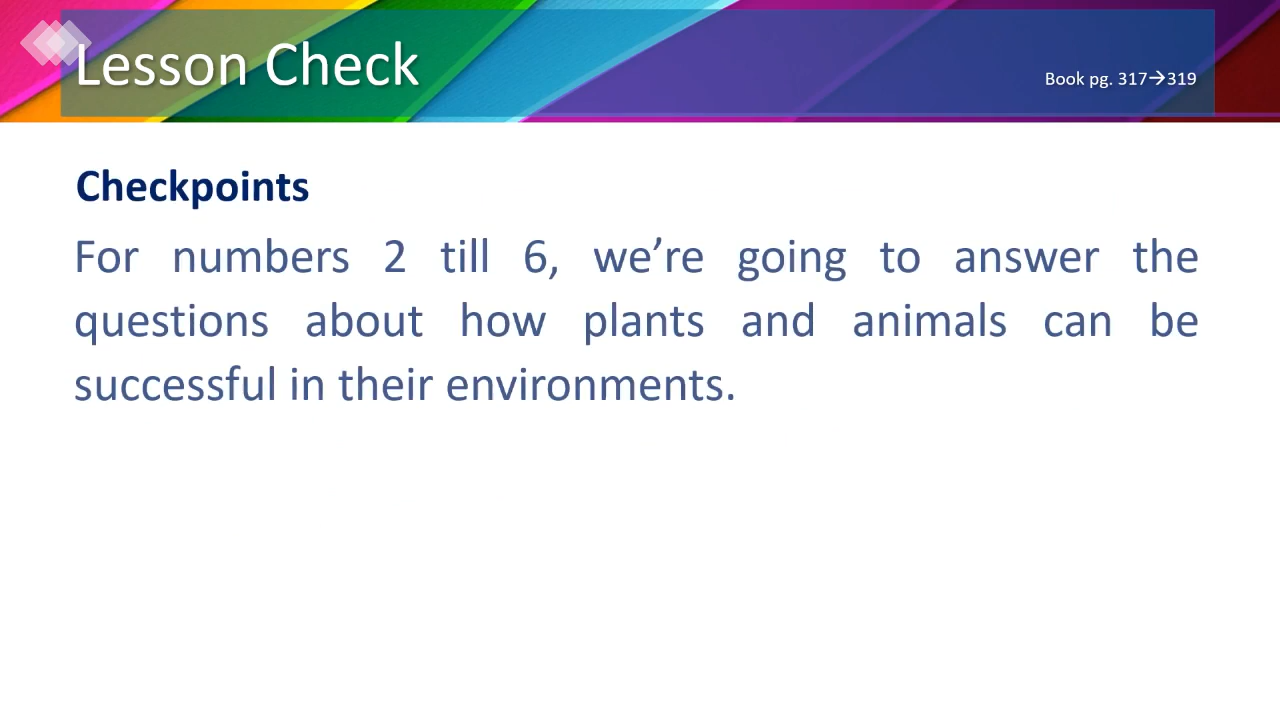 Lesson Check
Book pg. 317→319
Checkpoints
For numbers 2 till 6, we’re going to answer the
questions about how plants and animals can be
successful in their environments.